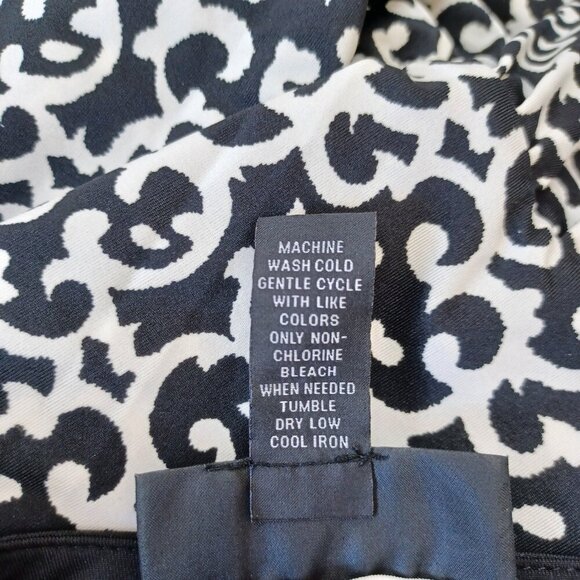 MACHINE
WASH COLD
GENTLE CYCLE
WITH LIKE
COLORS
ONLY NON-
CHLORINE
BLEACH
WHEN NEEDED
TUMBLE
DRY LOW
COOL IRON